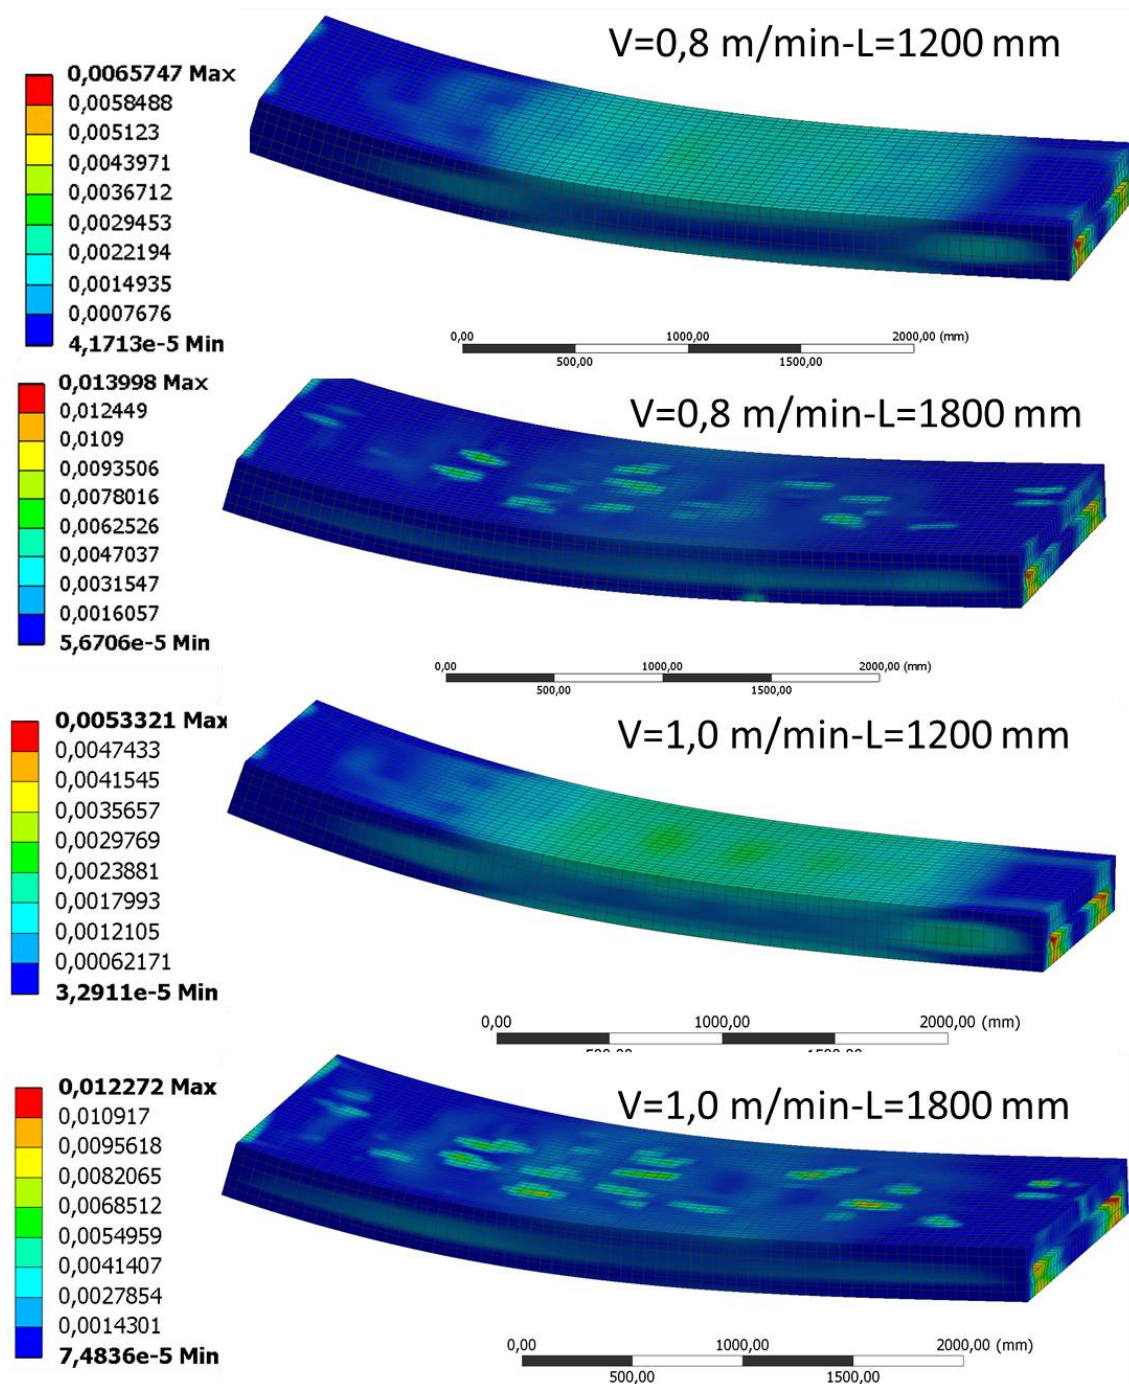 V=0,8 m/min-L=1200 mm
0,0065747 Max
0,0058488
0,005123
0,0043971
0,0036712
0,0029453
0,0022194
0,0014935
0,0007676
4,1713e-5 Min
0,00 1000,00 2000,00 (mm)
500,00 1500,00
V=0,8 m/min-L=1800 mm
0,013998 Max
0,012449
0,0109
0,0093506
0,0078016
0,0062526
0,0047037
0,0031547
0,0016057
5,6706e-5 Min
0,00 1000,00 2000,00 (mm)
500,00 1500,00
V=1,0 m/min-L=1200 mm
0,0053321 Max
0,0047433
0,0041545
0,0035657
0,0029769
0,0023881
0,0017993
0,0012105
0,00062171
3,2911e-5 Min
0,00 1000,00 2000,00 (mm)
500,00 1500,00
V=1,0 m/min-L=1800 mm
0,012272 Max
0,010917
0,0095618
0,0082065
0,0068512
0,0054959
0,0041407
0,0027854
0,0014301
7,4836e-5 Min
0,00 1000,00 2000,00 (mm)
500,00 1500,00